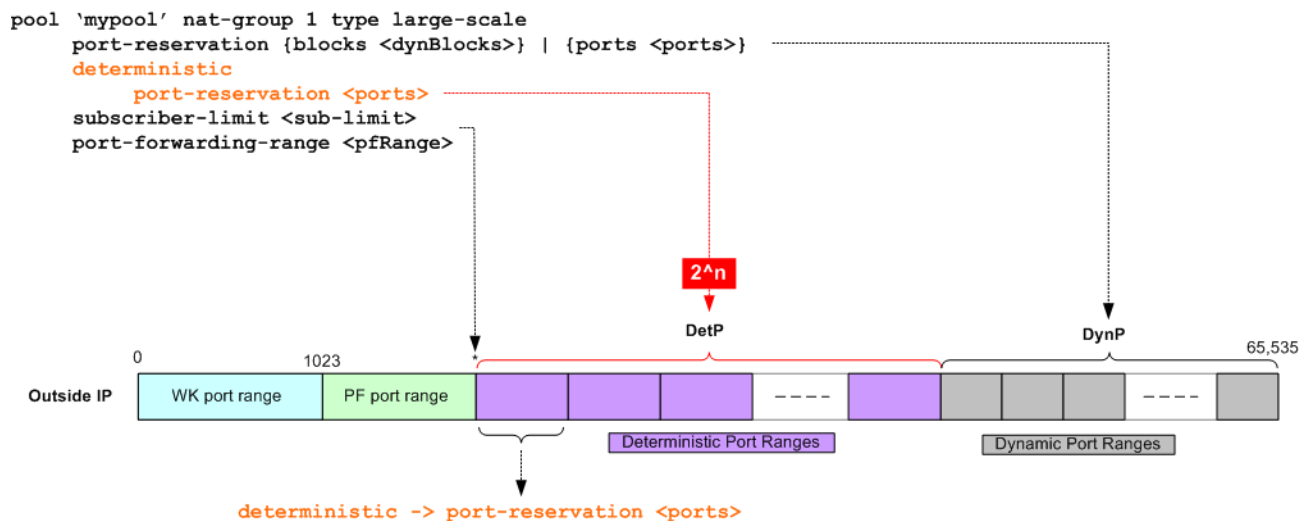 pool ‘mypool’ nat-group 1 type large-scale
port-reservation {blocks <dynBlocks>} | {ports <ports>}
deterministic
port-reservation <ports>
subscriber-limit <sub-limit>
port-forwarding-range <pfRange>
2^n
DetP
DynP
0
1023
*
65,535
Outside IP
WK port range
PF port range
Deterministic Port Ranges
Dynamic Port Ranges
deterministic -> port-reservation <ports>